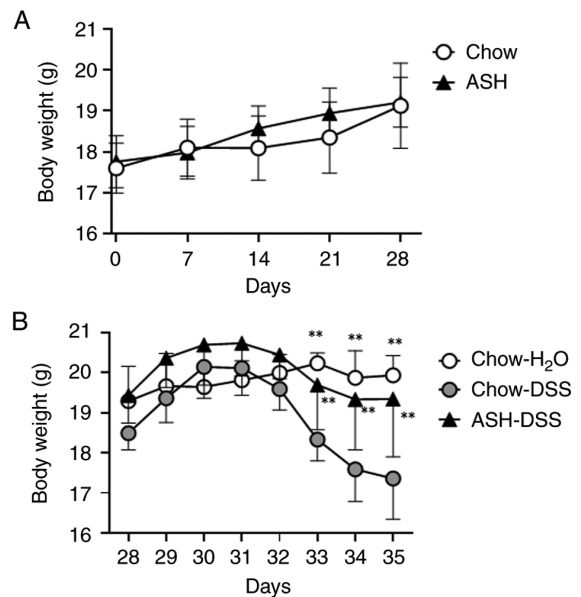 A
21
20
19
18
17
16
Body weight (g)
0 7 14 21 28
Days
Chow
ASH
B
21
20
19
18
17
16
Body weight (g)
** ** **
** ** **
28 29 30 31 32 33 34 35
Days
Chow-H₂O
Chow-DSS
ASH-DSS